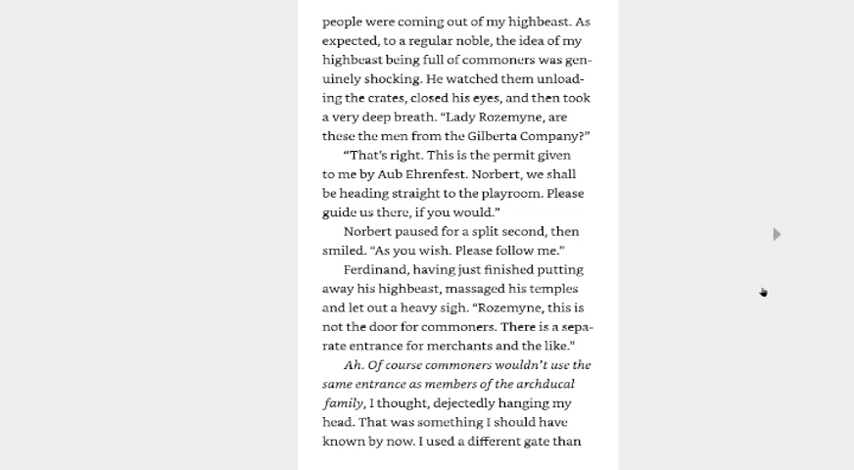 people were coming out of my highbeast. As
expected, to a regular noble, the idea of my
highbeast being full of commoners was gen-
uinely shocking. He watched them unload-
ing the crates, closed his eyes, and then took
a very deep breath. “Lady Rozemyne, are
these the men from the Gilberta Company?”
“That’s right. This is the permit given
to me by Aub Ehrenfest. Norbert, we shall
be heading straight to the playroom. Please
guide us there, if you would.”
Norbert paused for a split second, then
smiled. “As you wish. Please follow me.”
Ferdinand, having just finished putting
away his highbeast, massaged his temples
and let out a heavy sigh. “Rozemyne, this is
not the door for commoners. There is a sepa-
rate entrance for merchants and the like.”
Ah. Of course commoners wouldn’t use the
same entrance as members of the archducal
family, I thought, dejectedly hanging my
head. That was something I should have
known by now. I used a different gate than